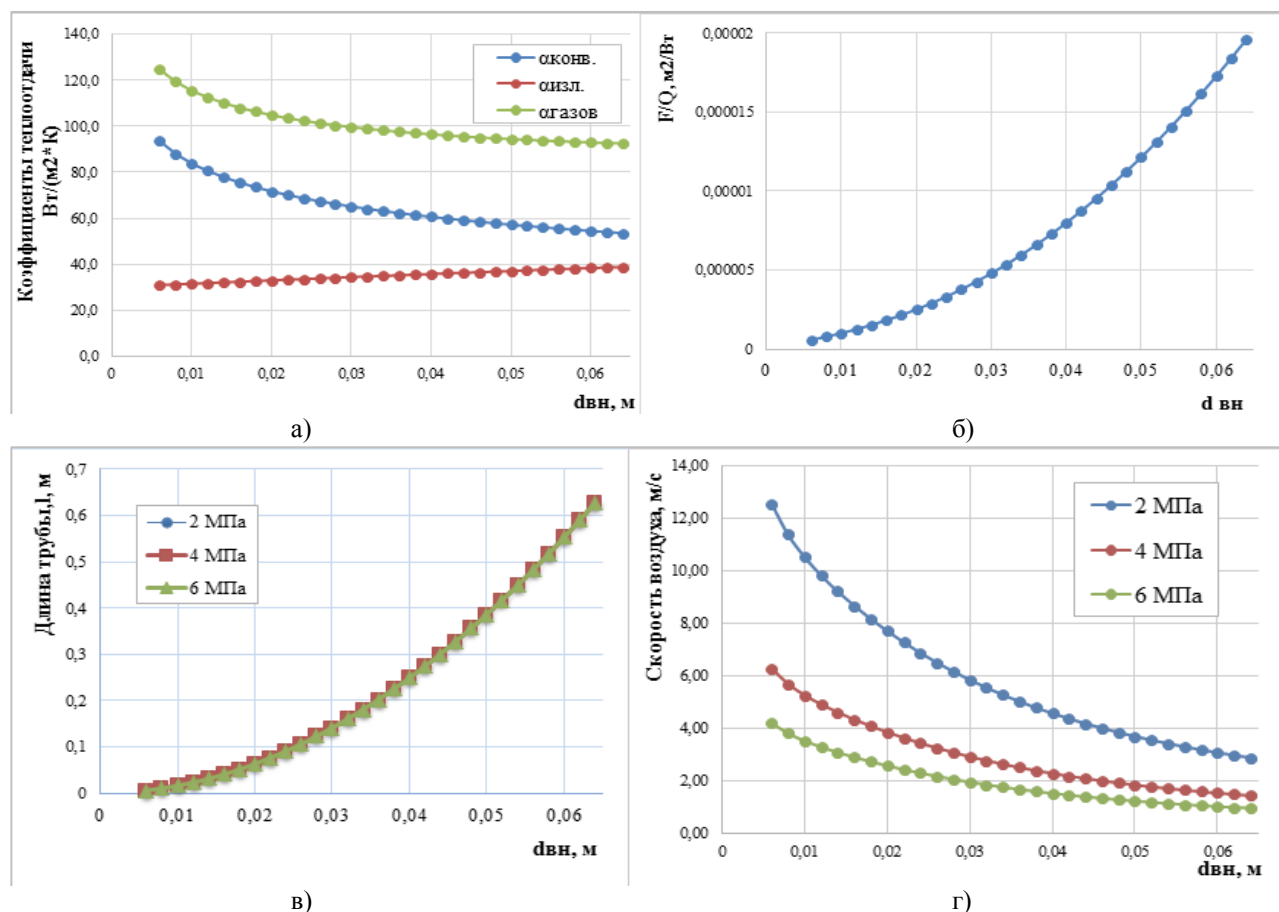 Коэффициенты теплоотдачи
Вт/(м2*К)
140,0
120,0
100,0
80,0
60,0
40,0
20,0
0,0
αконв.
αизл.
αгазов
0 0,01 0,02 0,03 0,04 0,05 0,06
dвн, м
а)
F/Q, м2/Вт
0,00002
0,000015
0,00001
0,000005
0
0 0,01 0,02 0,03 0,04 0,05 0,06
d вн
б)
Длина трубы,l, м
0,7
0,6
0,5
0,4
0,3
0,2
0,1
0
2 МПа
4 МПа
6 МПа
0 0,01 0,02 0,03 0,04 0,05 0,06
dвн, м
в)
Скорость воздуха, м/с
14,00
12,00
10,00
8,00
6,00
4,00
2,00
0,00
2 МПа
4 МПа
6 МПа
0 0,01 0,02 0,03 0,04 0,05 0,06
dвн, м
г)